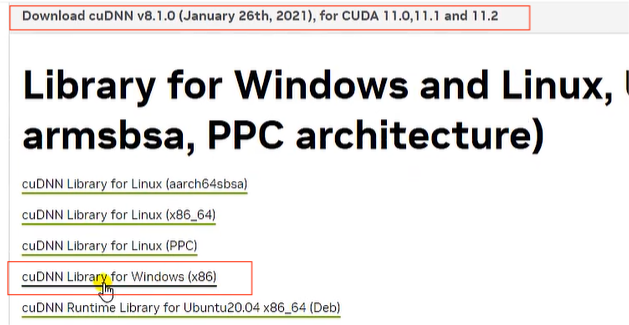 Download cuDNN v8.1.0 (January 26th, 2021), for CUDA 11.0,11.1 and 11.2
Library for Windows and Linux,
armsbsa, PPC architecture)
cuDNN Library for Linux (aarch64sbsa)
cuDNN Library for Linux (x86_64)
cuDNN Library for Linux (PPC)
cuDNN Library for Windows (x86)
cuDNN Runtime Library for Ubuntu20.04 x86_64 (Deb)